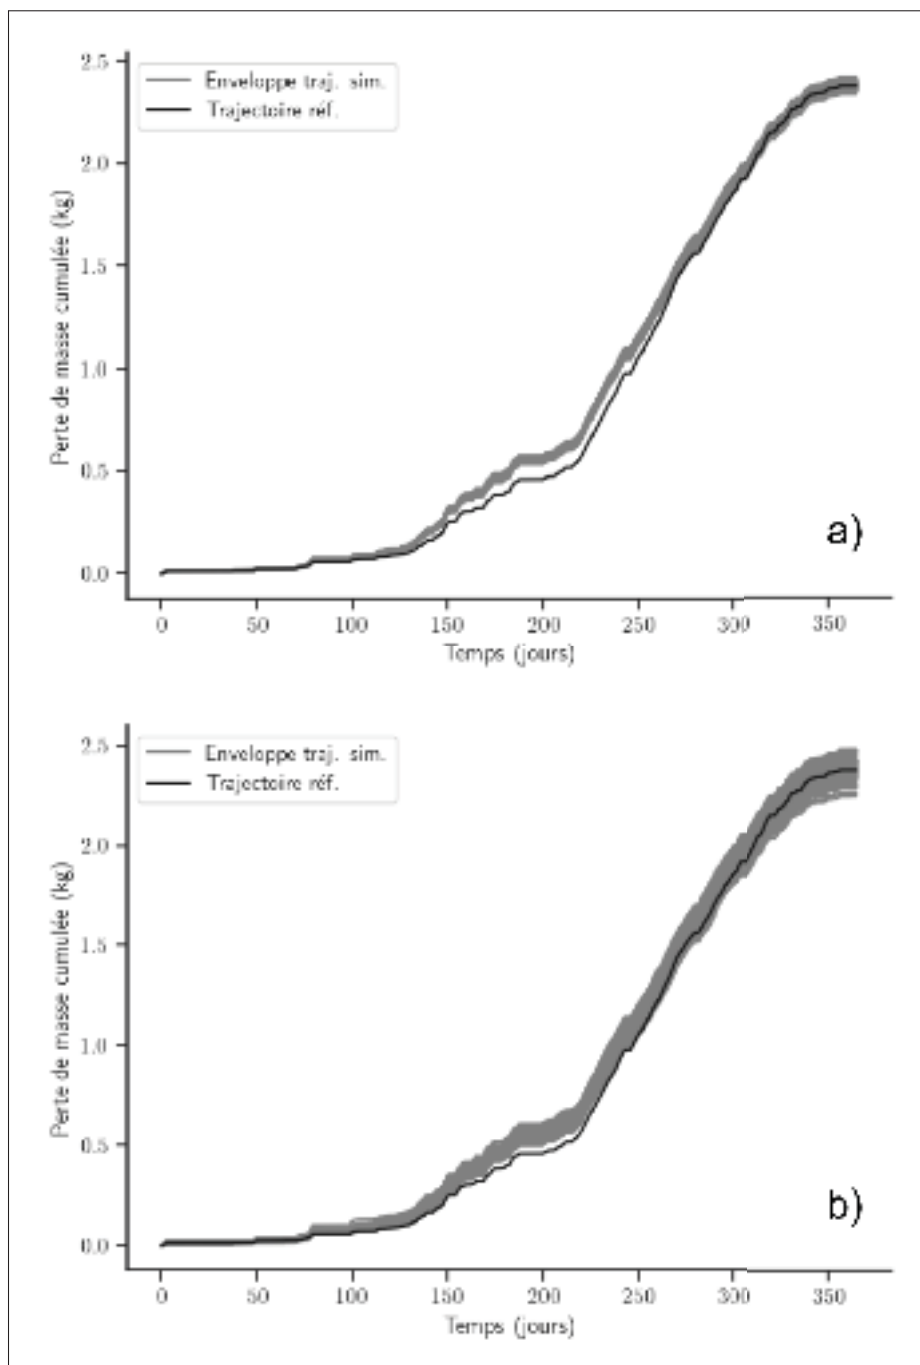 2.5
Enveloppe traj. sim.
Trajectoire réf.
2.0
1.5
1.0
0.5
0.0
Perte de masse cumulée (kg)
a)
0 50 100 150 200 250 300 350
Temps (jours)
2.5
Enveloppe traj. sim.
Trajectoire réf.
2.0
1.5
1.0
0.5
0.0
Perte de masse cumulée (kg)
b)
0 50 100 150 200 250 300 350
Temps (jours)